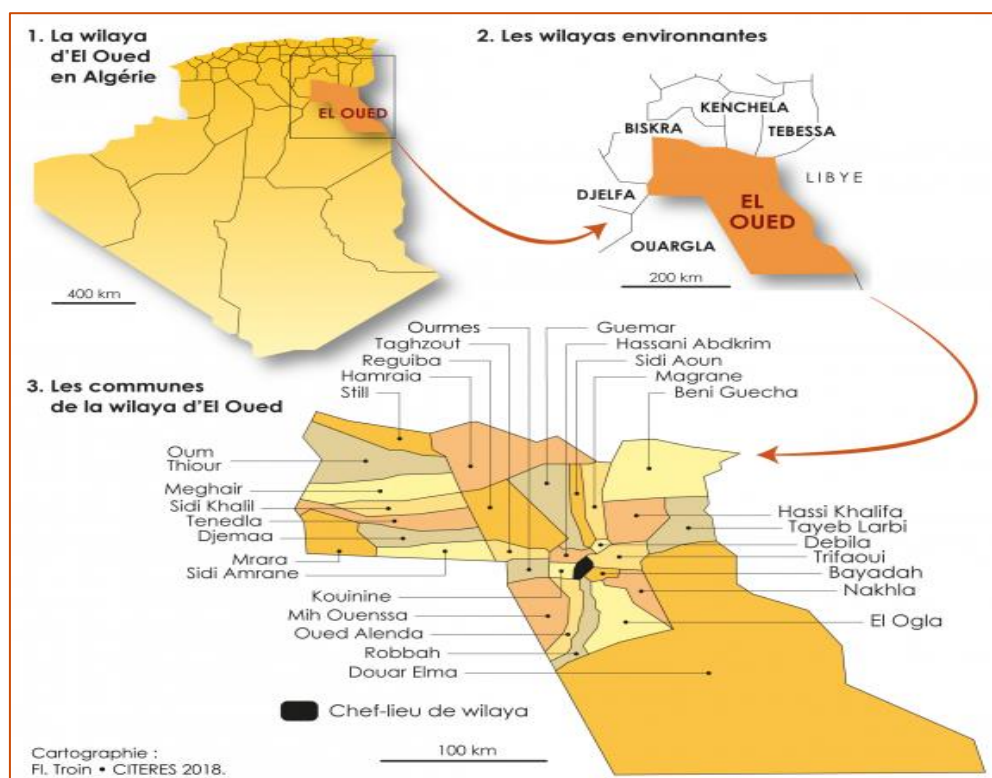 1. La wilaya
d'El Oued
en Algérie
EL OUED
400 km
2. Les wilayas environnantes
KENCHELA
BISKRA
TEBESSA
LIBYE
DJELFA
EL
OUED
OUARGLA
200 km
3. Les communes
de la wilaya d'El Oued
Ourmes
Taghzout
Reguiba
Hamraia
Still
Guemar
Hassani Abdkrim
Sidi Aoun
Magrane
Beni Guecha
Oum
Thiour
Meghair
Sidi Khalil
Tenedla
Djemaa
Mrara
Sidi Amrane
Hassi Khalifa
Tayeb Larbi
Debila
Trifaoui
Bayadah
Nakhla
El Ogla
Kouinine
Mih Ouenssa
Oued Alenda
Robbah
Douar Elma
Chef-lieu de wilaya
100 km
Cartographie :
Fl. Troin • CITERES 2018.